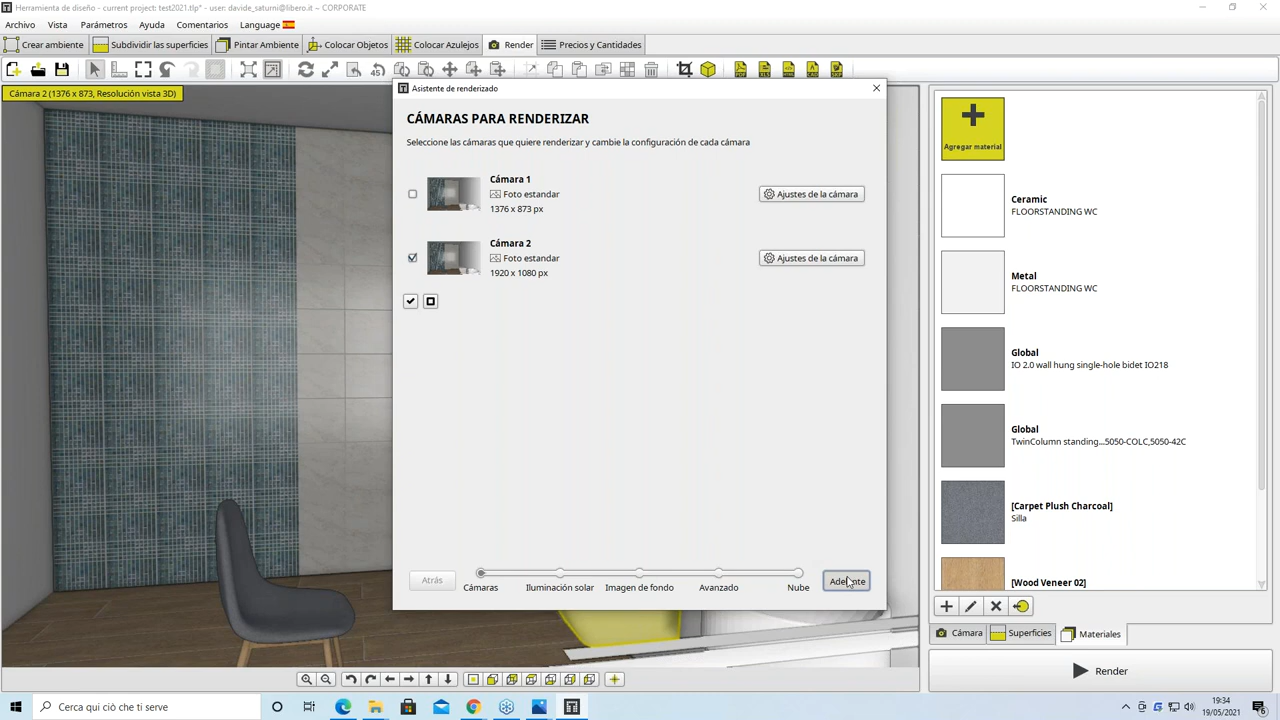 Herramienta de diseño - current project: test2021.tlp* - user: davide_saturni@libero.it - CORPORATE
Archivo Vista Parámetros Ayuda Comentarios Language
Crear ambiente Subdividir las superficies Pintar Ambiente Colocar Objetos Colocar Azulejos Render Precios y Cantidades
Cámara 2 (1376 x 873, Resolución vista 3D)
Asistente de renderizado
CÁMARAS PARA RENDERIZAR
Seleccione las cámaras que quiere renderizar y cambie la configuración de cada cámara
Cámara 1
Foto estandar
1376 x 873 px
Ajustes de la cámara
Cámara 2
Foto estandar
1920 x 1080 px
Ajustes de la cámara
Atrás
Cámaras Iluminación solar Imagen de fondo Avanzado Nube
Adelante
Agregar material
Ceramic
FLOORSTANDING WC
Metal
FLOORSTANDING WC
Global
IO 2.0 wall hung single-hole bidet IO218
Global
TwinColumn standing...5050-COLC,5050-42C
[Carpet Plush Charcoal]
Silla
[Wood Veneer 02]
Cámara Superficies Materiales
Render
Cerca qui ciò che ti serve
19:34
19/05/2021